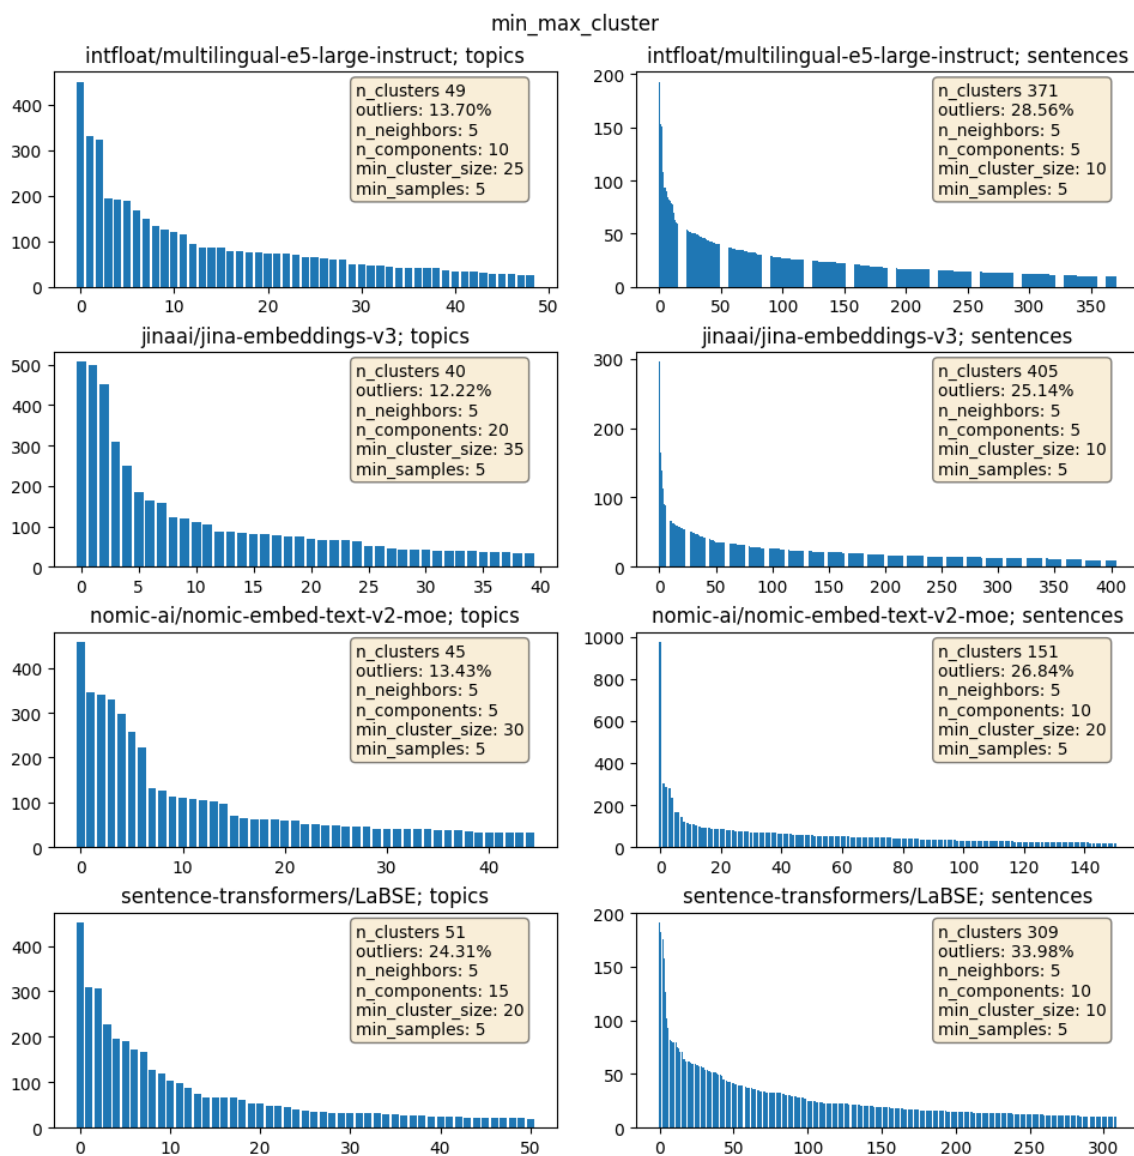 min_max_cluster
intfloat/multilingual-e5-large-instruct; topics
400
300
200
100
0
0 10 20 30 40 50
n_clusters 49
outliers: 13.70%
n_neighbors: 5
n_components: 10
min_cluster_size: 25
min_samples: 5
intfloat/multilingual-e5-large-instruct; sentences
200
150
100
50
0
0 50 100 150 200 250 300 350
n_clusters 371
outliers: 28.56%
n_neighbors: 5
n_components: 5
min_cluster_size: 10
min_samples: 5
jinaai/jina-embeddings-v3; topics
500
400
300
200
100
0
0 5 10 15 20 25 30 35 40
n_clusters 40
outliers: 12.22%
n_neighbors: 5
n_components: 20
min_cluster_size: 35
min_samples: 5
jinaai/jina-embeddings-v3; sentences
300
200
100
0
0 50 100 150 200 250 300 350 400
n_clusters 405
outliers: 25.14%
n_neighbors: 5
n_components: 5
min_cluster_size: 10
min_samples: 5
nomic-ai/nomic-embed-text-v2-moe; topics
400
300
200
100
0
0 10 20 30 40
n_clusters 45
outliers: 13.43%
n_neighbors: 5
n_components: 5
min_cluster_size: 30
min_samples: 5
nomic-ai/nomic-embed-text-v2-moe; sentences
1000
800
600
400
200
0
0 20 40 60 80 100 120 140
n_clusters 151
outliers: 26.84%
n_neighbors: 5
n_components: 10
min_cluster_size: 20
min_samples: 5
sentence-transformers/LaBSE; topics
400
300
200
100
0
0 10 20 30 40 50
n_clusters 51
outliers: 24.31%
n_neighbors: 5
n_components: 15
min_cluster_size: 20
min_samples: 5
sentence-transformers/LaBSE; sentences
200
150
100
50
0
0 50 100 150 200 250 300
n_clusters 309
outliers: 33.98%
n_neighbors: 5
n_components: 10
min_cluster_size: 10
min_samples: 5